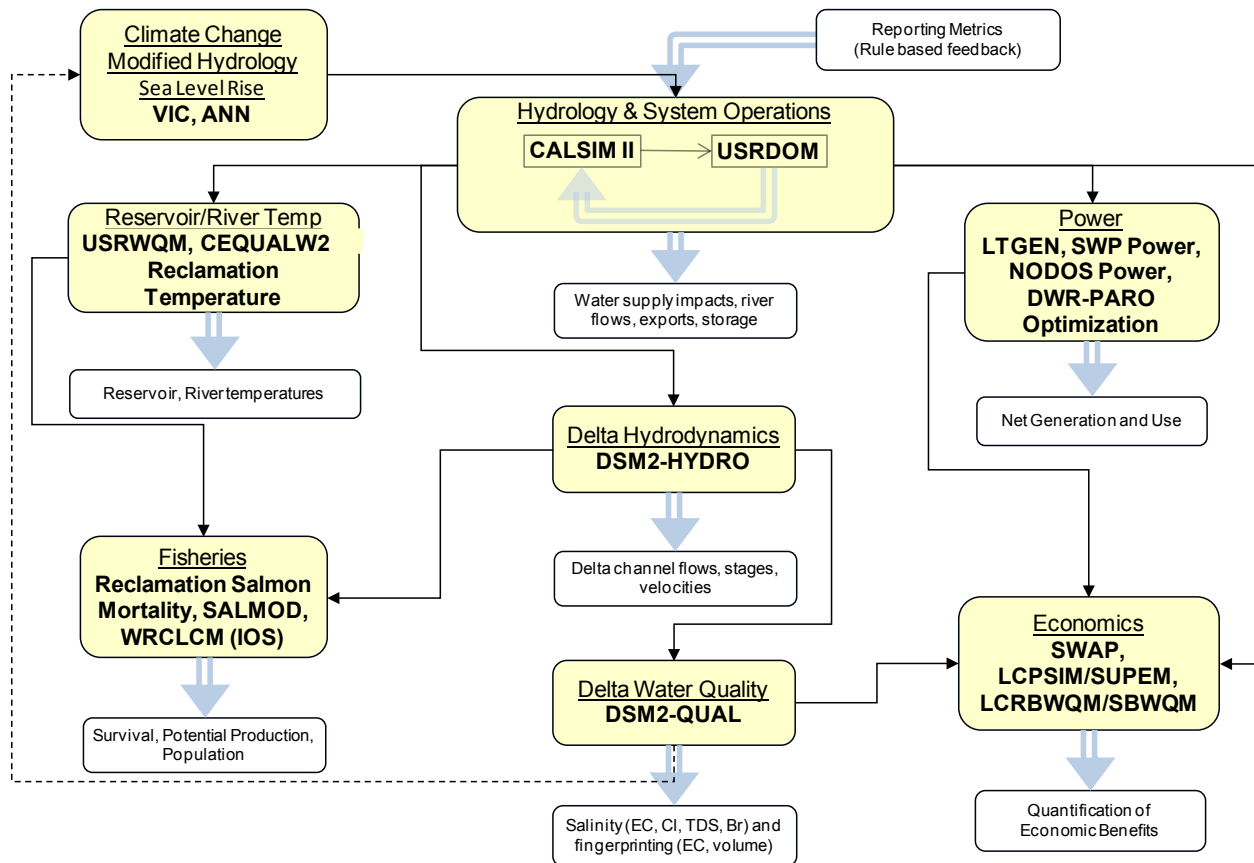 Climate Change
Modified Hydrology
Sea Level Rise
VIC, ANN
Reporting Metrics
(Rule based feedback)
Hydrology & System Operations
CALSIM II
USRDOM
Reservoir/River Temp
USRWQM, CEQUALW2
Reclamation
Temperature
Power
LTGEN, SWP Power,
NODOS Power,
DWR-PARO
Optimization
Water supply impacts, river
flows, exports, storage
Reservoir, River temperatures
Net Generation and Use
Delta Hydrodynamics
DSM2-HYDRO
Fisheries
Reclamation Salmon
Mortality, SALMOD,
WRCLCM (IOS)
Delta channel flows, stages,
velocities
Economics
SWAP,
LCPSIM/SUPEM,
LCRBWQM/SBWQM
Delta Water Quality
DSM2-QUAL
Survival, Potential Production,
Population
Salinity (EC, Cl, TDS, Br) and
fingerprinting (EC, volume)
Quantification of
Economic Benefits